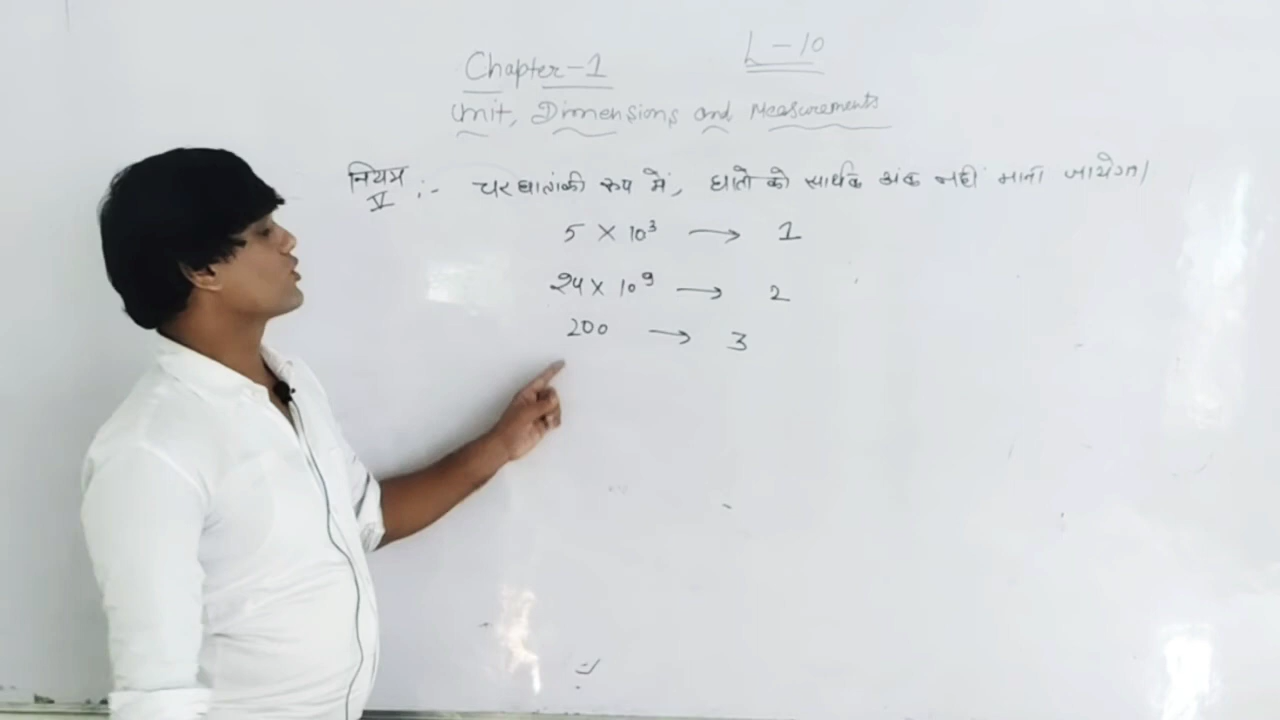 L-10
Chapter-1
Unit, Dimensions and Measurements
नियम V :- चर घातांकी रूप में, घातो को सार्थक अंक नहीं माना जायेगा।
5 × 10³ → 1
24 × 10⁹ → 2
200 → 3